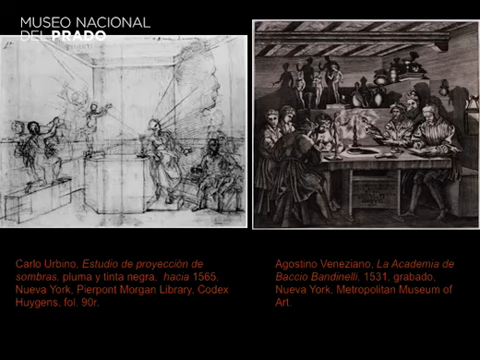 MUSEO NACIONAL
DEL PRADO
Carlo Urbino, Estudio de proyección de
sombras, pluma y tinta negra, hacia 1565,
Nueva York, Pierpont Morgan Library, Codex
Huygens, fol. 90r.
Agostino Veneziano, La Academia de
Baccio Bandinelli, 1531, grabado,
Nueva York, Metropolitan Museum of
Art.